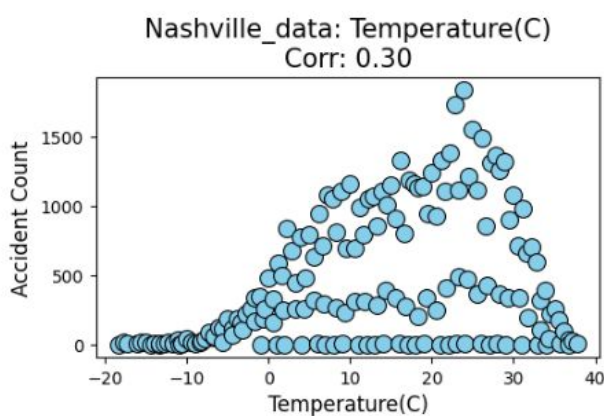 Nashville_data: Temperature(C)
Corr: 0.30
Accident Count
1500
1000
500
0
−20
−10
0
10
20
30
40
Temperature(C)